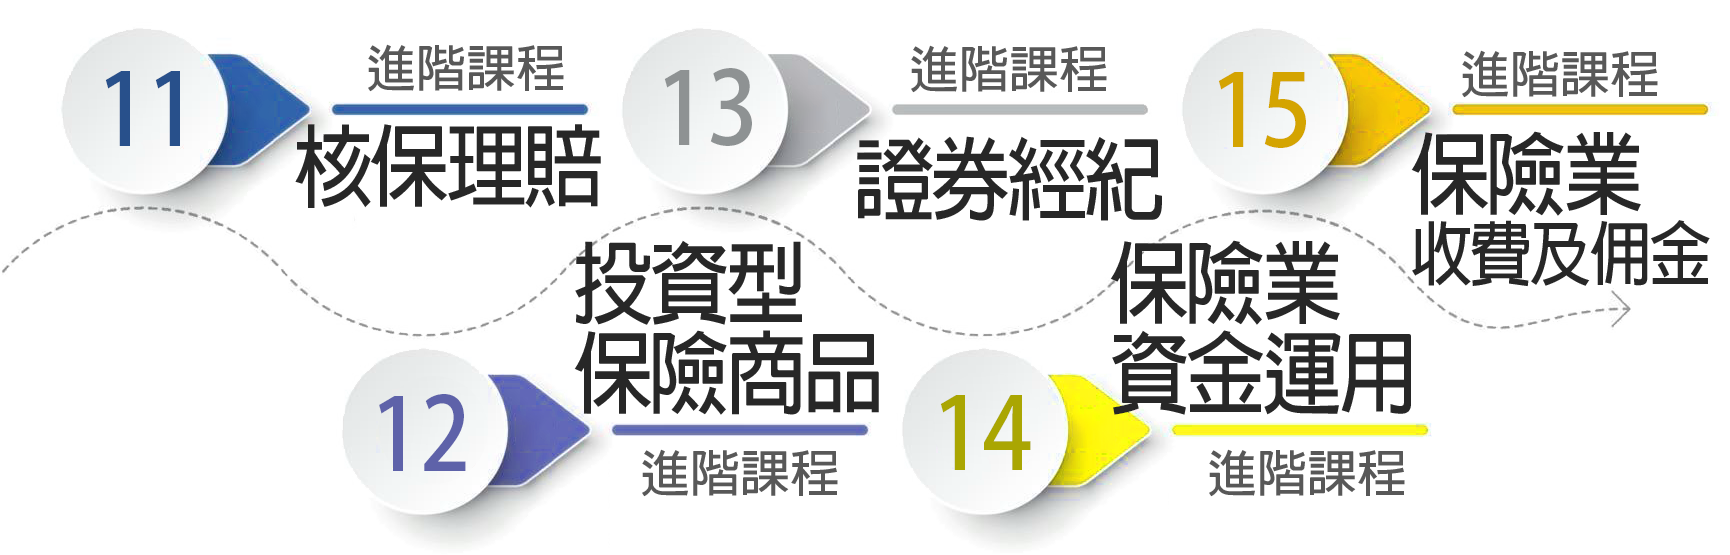 11
進階課程
核保理賠
12
投資型
保險商品
進階課程
13
進階課程
證券經紀
14
保險業
資金運用
進階課程
15
進階課程
保險業
收費及佣金